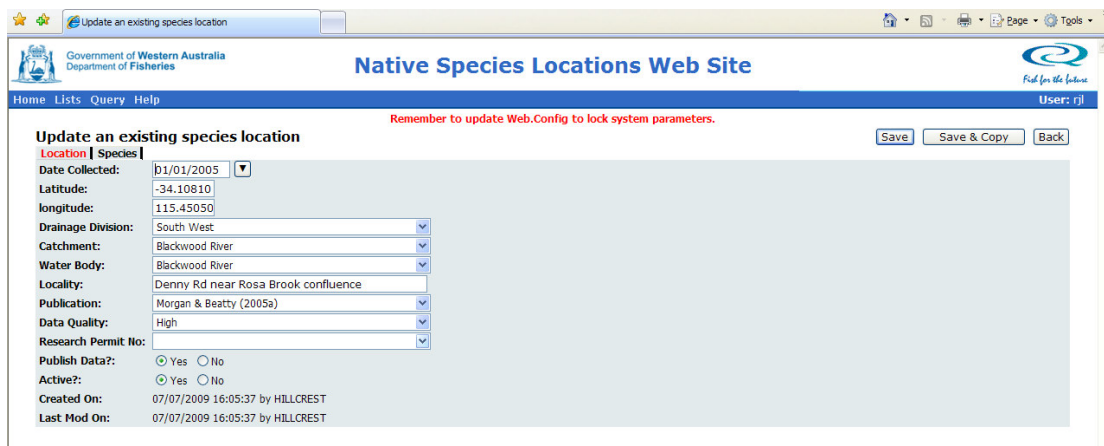 Update an existing species location
Page Tools
Government of Western Australia
Department of Fisheries
Native Species Locations Web Site
Fish for the future
Home Lists Query Help User: rjl
Remember to update Web.Config to lock system parameters.
Update an existing species location Save Save & Copy Back
Location Species
Date Collected: 01/01/2005
Latitude: -34.10810
longitude: 115.45050
Drainage Division: South West
Catchment: Blackwood River
Water Body: Blackwood River
Locality: Denny Rd near Rosa Brook confluence
Publication: Morgan & Beatty (2005a)
Data Quality: High
Research Permit No:
Publish Data?: Yes No
Active?: Yes No
Created On: 07/07/2009 16:05:37 by HILLCREST
Last Mod On: 07/07/2009 16:05:37 by HILLCREST